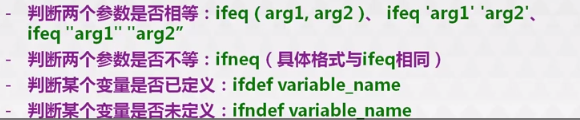 - 判断两个参数是否相等：ifeq ( arg1, arg2 )、 ifeq 'arg1' 'arg2'、
ifeq "arg1" "arg2”
- 判断两个参数是否不等：ifneq（具体格式与ifeq相同）
- 判断某个变量是否已定义：ifdef variable_name
- 判断某个变量是否未定义：ifndef variable_name